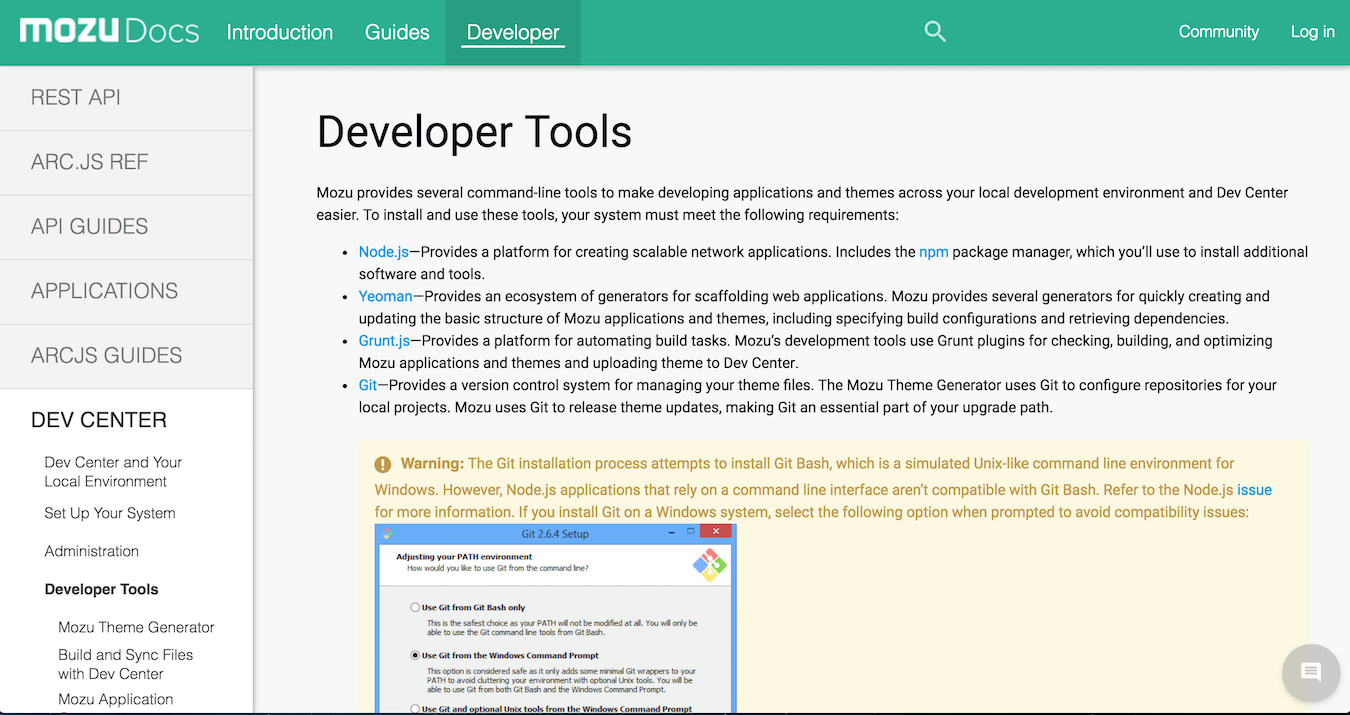 mozu Docs Introduction Guides Developer Community Log in
REST API
ARC.JS REF
API GUIDES
APPLICATIONS
ARCJS GUIDES
DEV CENTER
Dev Center and Your
Local Environment
Set Up Your System
Administration
Developer Tools
Mozu Theme Generator
Build and Sync Files
with Dev Center
Mozu Application
Developer Tools
Mozu provides several command-line tools to make developing applications and themes across your local development environment and Dev Center
easier. To install and use these tools, your system must meet the following requirements:
• Node.js—Provides a platform for creating scalable network applications. Includes the npm package manager, which you’ll use to install additional
software and tools.
• Yeoman—Provides an ecosystem of generators for scaffolding web applications. Mozu provides several generators for quickly creating and
updating the basic structure of Mozu applications and themes, including specifying build configurations and retrieving dependencies.
• Grunt.js—Provides a platform for automating build tasks. Mozu’s development tools use Grunt plugins for checking, building, and optimizing
Mozu applications and themes and uploading theme to Dev Center.
• Git—Provides a version control system for managing your theme files. The Mozu Theme Generator uses Git to configure repositories for your
local projects. Mozu uses Git to release theme updates, making Git an essential part of your upgrade path.
Warning: The Git installation process attempts to install Git Bash, which is a simulated Unix-like command line environment for
Windows. However, Node.js applications that rely on a command line interface aren’t compatible with Git Bash. Refer to the Node.js issue
for more information. If you install Git on a Windows system, select the following option when prompted to avoid compatibility issues:
Git 2.6.4 Setup
Adjusting your PATH environment
How would you like to use Git from the command line?
Use Git from Git Bash only
This is the safest choice as your PATH will not be modified at all. You will only be
able to use the Git command line tools from Git Bash.
Use Git from the Windows Command Prompt
This option is considered safe as it only adds some minimal Git wrappers to your
PATH to avoid cluttering your environment with optional Unix tools. You will be
able to use Git from both Git Bash and the Windows Command Prompt.
Use Git and optional Unix tools from the Windows Command Prompt